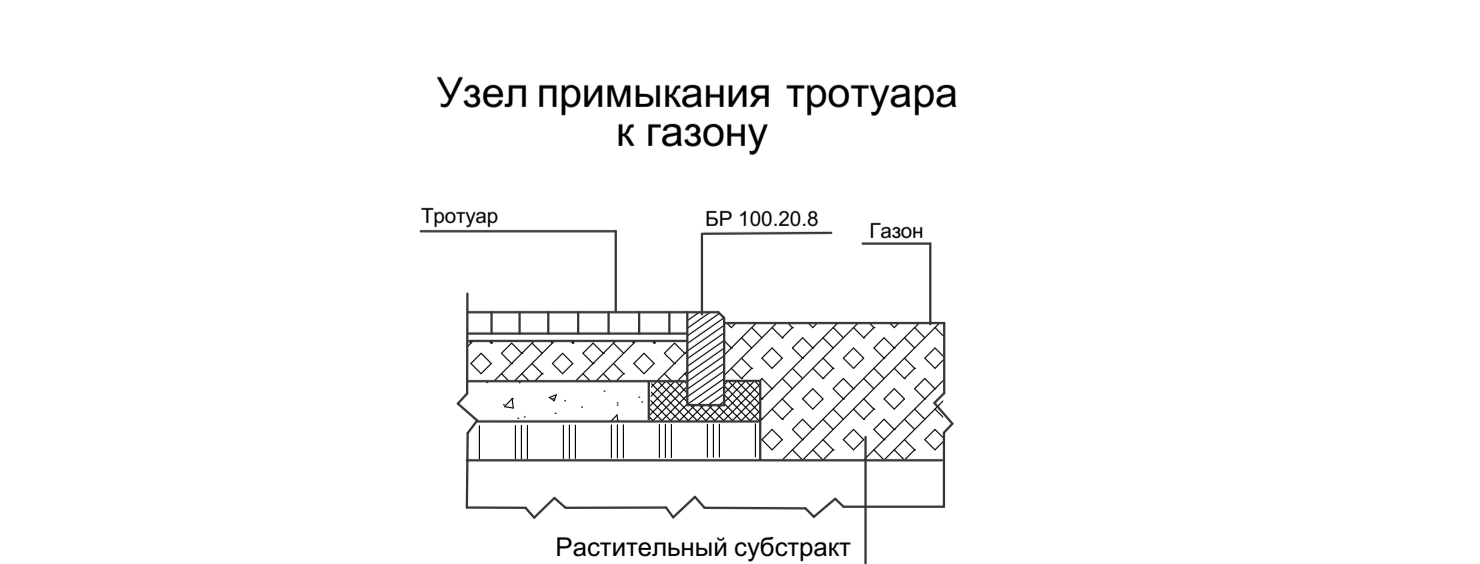 Узел примыкания тротуара
к газону
Тротуар
БР 100.20.8
Газон
Растительный субстракт